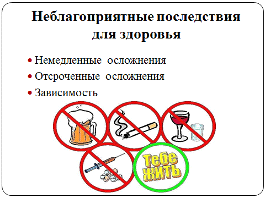 Неблагоприятные последствия
для здоровья
Немедленные осложнения
Отсроченные осложнения
Зависимость
Тебе
ЖИТЬ